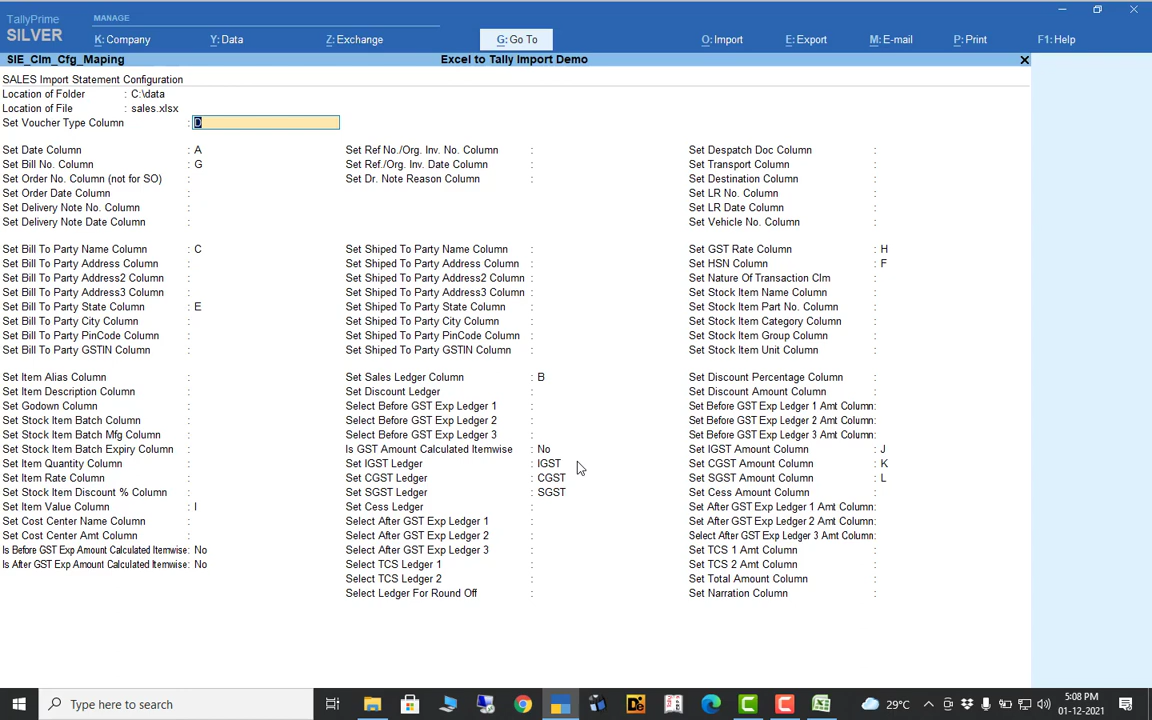 TallyPrime
SILVER
MANAGE
K: Company
Y: Data
Z: Exchange
G: Go To
O: Import
E: Export
M: E-mail
P: Print
F1: Help
SIE_Clm_Cfg_Maping
Excel to Tally Import Demo
SALES Import Statement Configuration
Location of Folder : C:\data
Location of File : sales.xlsx
Set Voucher Type Column : D
Set Date Column : A
Set Bill No. Column : G
Set Order No. Column (not for SO) :
Set Order Date Column :
Set Delivery Note No. Column :
Set Delivery Note Date Column :
Set Ref No./Org. Inv. No. Column :
Set Ref./Org. Inv. Date Column :
Set Dr. Note Reason Column :
Set Despatch Doc Column :
Set Transport Column :
Set Destination Column :
Set LR No. Column :
Set LR Date Column :
Set Vehicle No. Column :
Set Bill To Party Name Column : C
Set Bill To Party Address Column :
Set Bill To Party Address2 Column :
Set Bill To Party Address3 Column :
Set Bill To Party State Column : E
Set Bill To Party City Column :
Set Bill To Party PinCode Column :
Set Bill To Party GSTIN Column :
Set Shiped To Party Name Column :
Set Shiped To Party Address Column :
Set Shiped To Party Address2 Column :
Set Shiped To Party Address3 Column :
Set Shiped To Party State Column :
Set Shiped To Party City Column :
Set Shiped To Party PinCode Column :
Set Shiped To Party GSTIN Column :
Set GST Rate Column : H
Set HSN Column : F
Set Nature Of Transaction Clm :
Set Stock Item Name Column :
Set Stock Item Part No. Column :
Set Stock Item Category Column :
Set Stock Item Group Column :
Set Stock Item Unit Column :
Set Item Alias Column :
Set Item Description Column :
Set Godown Column :
Set Stock Item Batch Column :
Set Stock Item Batch Mfg Column :
Set Stock Item Batch Expiry Column :
Set Item Quantity Column :
Set Item Rate Column :
Set Stock Item Discount % Column :
Set Item Value Column : I
Set Cost Center Name Column :
Set Cost Center Amt Column :
Is Before GST Exp Amount Calculated Itemwise: No
Is After GST Exp Amount Calculated Itemwise: No
Set Sales Ledger Column : B
Set Discount Ledger :
Select Before GST Exp Ledger 1 :
Select Before GST Exp Ledger 2 :
Select Before GST Exp Ledger 3 :
Is GST Amount Calculated Itemwise : No
Set IGST Ledger : IGST
Set CGST Ledger : CGST
Set SGST Ledger : SGST
Set Cess Ledger :
Select After GST Exp Ledger 1 :
Select After GST Exp Ledger 2 :
Select After GST Exp Ledger 3 :
Select TCS Ledger 1 :
Select TCS Ledger 2 :
Select Ledger For Round Off :
Set Discount Percentage Column :
Set Discount Amount Column :
Set Before GST Exp Ledger 1 Amt Column:
Set Before GST Exp Ledger 2 Amt Column:
Set Before GST Exp Ledger 3 Amt Column:
Set IGST Amount Column : J
Set CGST Amount Column : K
Set SGST Amount Column : L
Set Cess Amount Column :
Set After GST Exp Ledger 1 Amt Column:
Set After GST Exp Ledger 2 Amt Column:
Select After GST Exp Ledger 3 Amt Column:
Set TCS 1 Amt Column :
Set TCS 2 Amt Column :
Set Total Amount Column :
Set Narration Column :
Type here to search
29°C
5:08 PM
01-12-2021